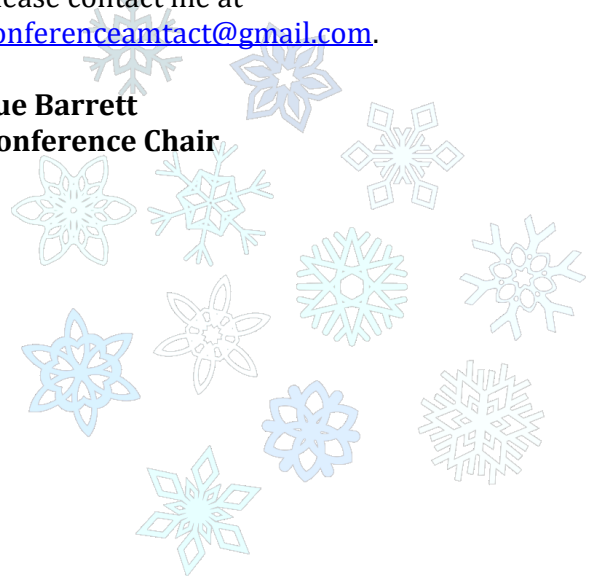 lease contact me at
onferenceamtact@gmail.com.
ue Barrett
onference Chair